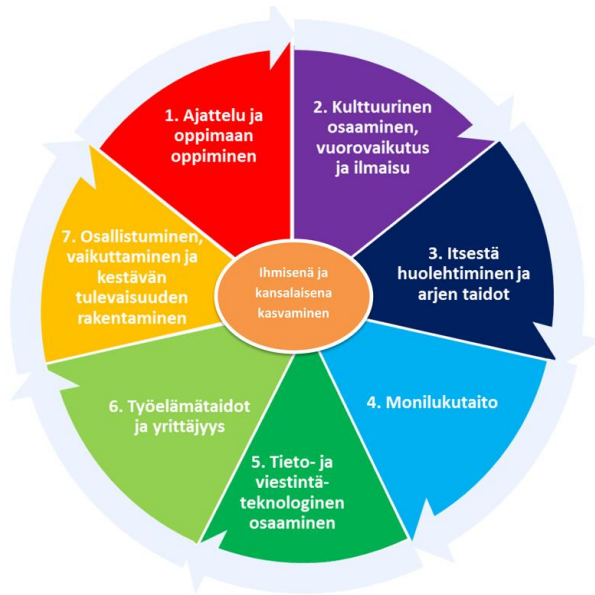 1. Ajattelu ja
oppimaan
oppiminen
2. Kulttuurinen
osaaminen,
vuorovaikutus
ja ilmaisu
3. Itsestä
huolehtiminen ja
arjen taidot
4. Monilukutaito
5. Tieto- ja
viestintä-
teknologinen
osaaminen
6. Työelämätaidot
ja yrittäjyys
7. Osallistuminen,
vaikuttaminen ja
kestävän
tulevaisuuden
rakentaminen
Ihmisenä ja
kansalaisena
kasvaminen